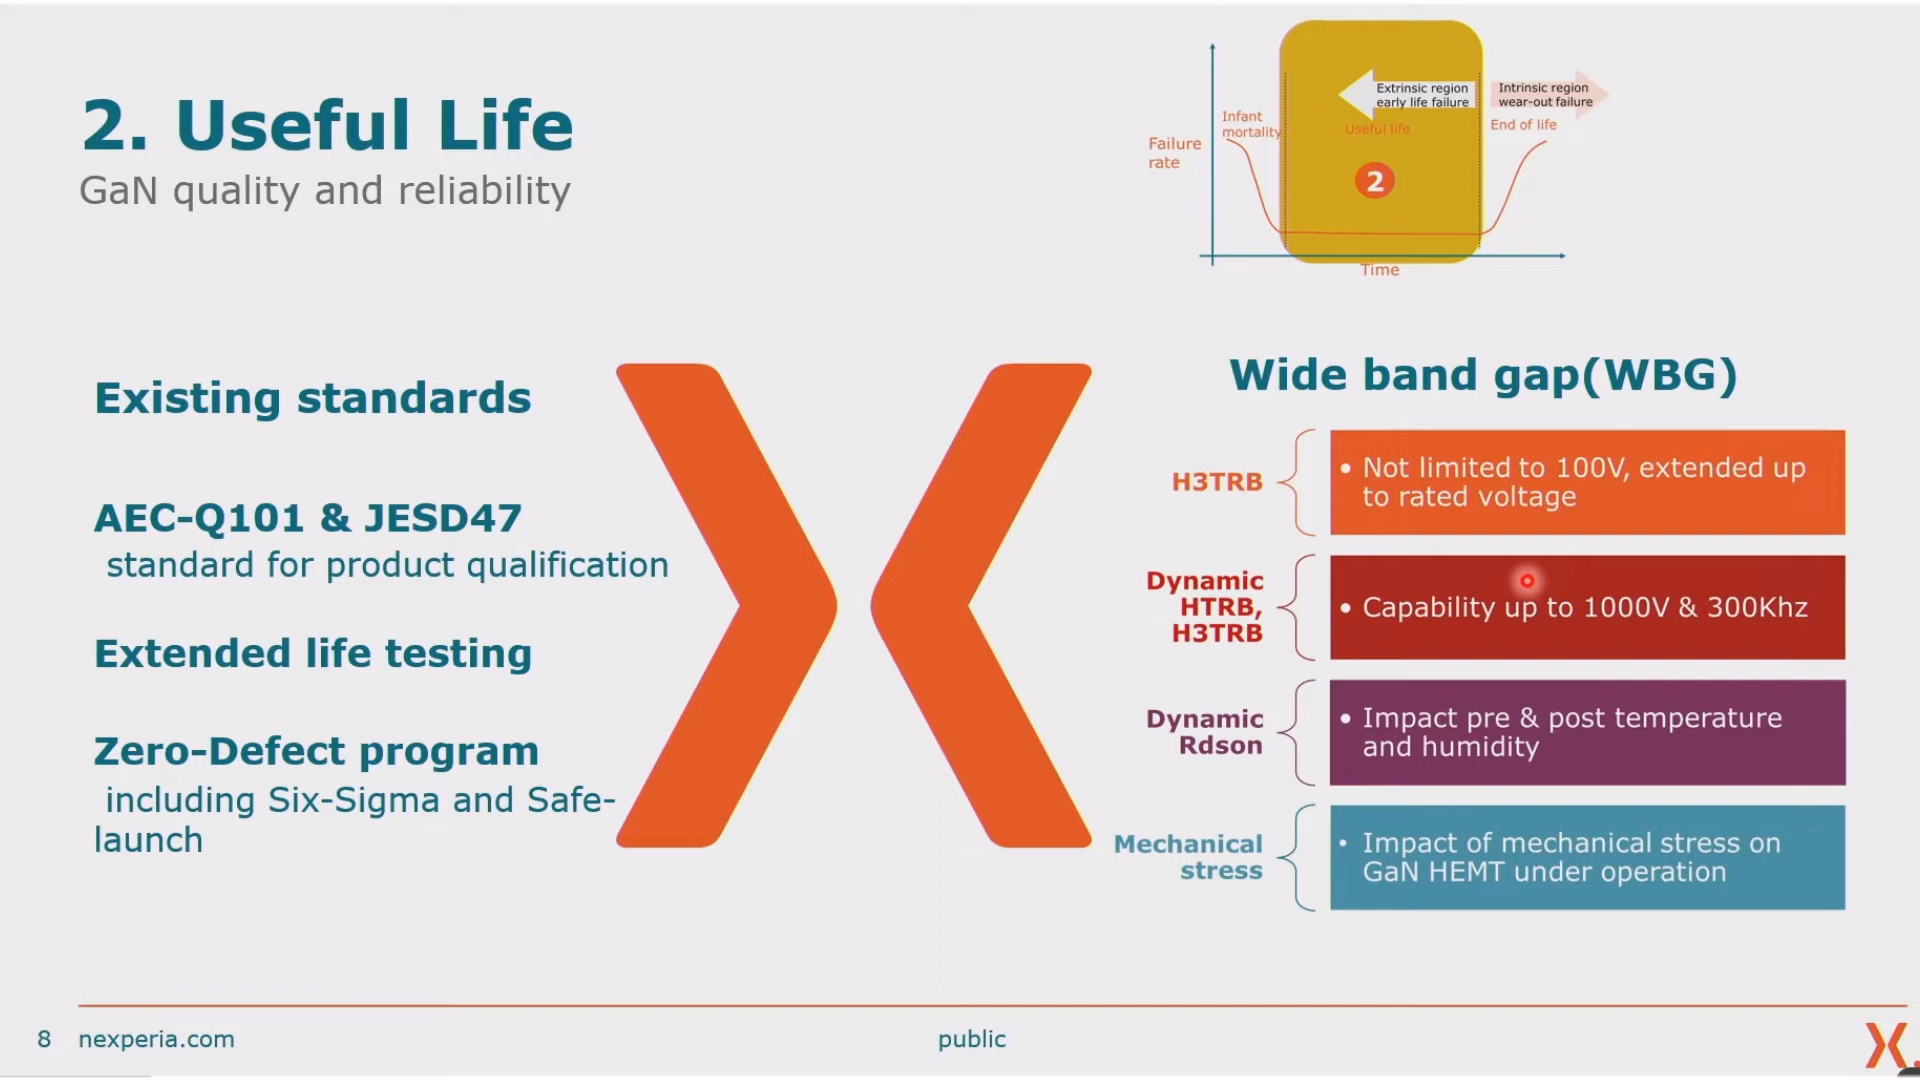 2. Useful Life
GaN quality and reliability
Failure
rate
Infant
mortality
Extrinsic region
early life failure
Useful life
2
Intrinsic region
wear-out failure
End of life
Time
Existing standards
AEC-Q101 & JESD47
standard for product qualification
Extended life testing
Zero-Defect program
including Six-Sigma and Safe-
launch
Wide band gap(WBG)
H3TRB
• Not limited to 100V, extended up
to rated voltage
Dynamic
HTRB,
H3TRB
• Capability up to 1000V & 300Khz
Dynamic
Rdson
• Impact pre & post temperature
and humidity
Mechanical
stress
• Impact of mechanical stress on
GaN HEMT under operation
8 nexperia.com
public